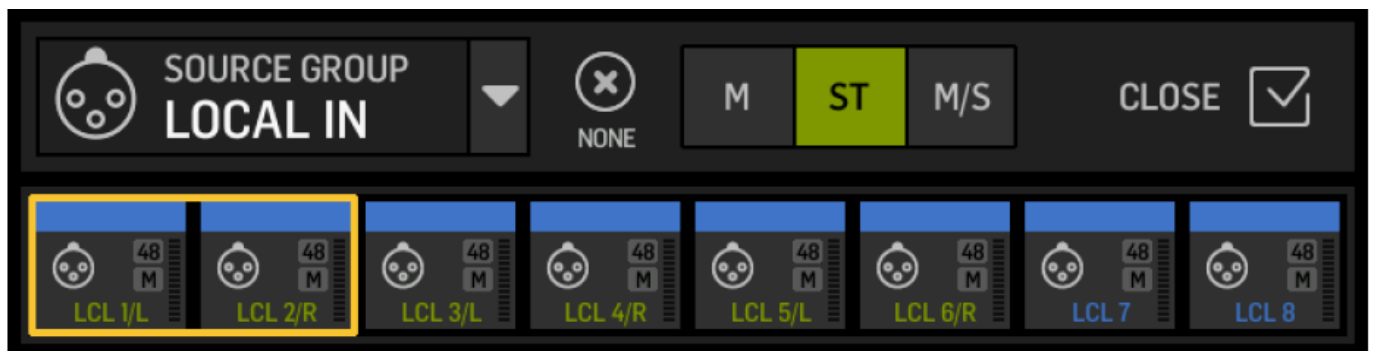 SOURCE GROUP
LOCAL IN
NONE
M
ST
M/S
CLOSE
48
M
LCL 1/L
48
M
LCL 2/R
48
M
LCL 3/L
48
M
LCL 4/R
48
M
LCL 5/L
48
M
LCL 6/R
48
M
LCL 7
48
M
LCL 8